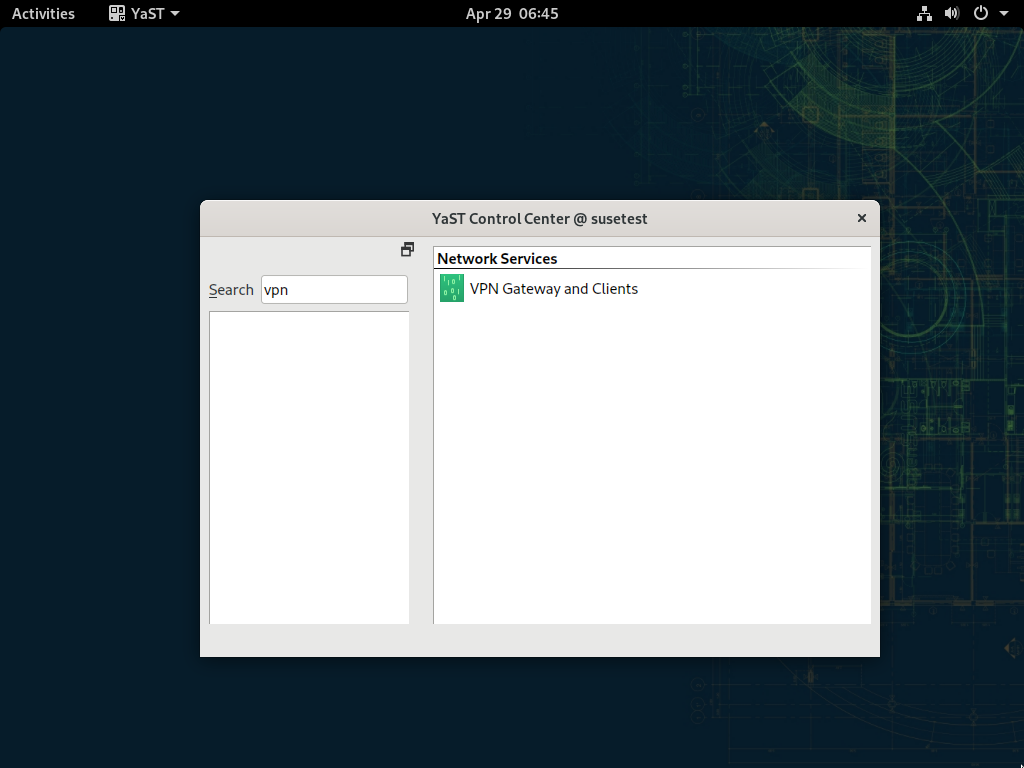 Activities YaST Apr 29 06:45
YaST Control Center @ susetest
Network Services
Search vpn
VPN Gateway and Clients